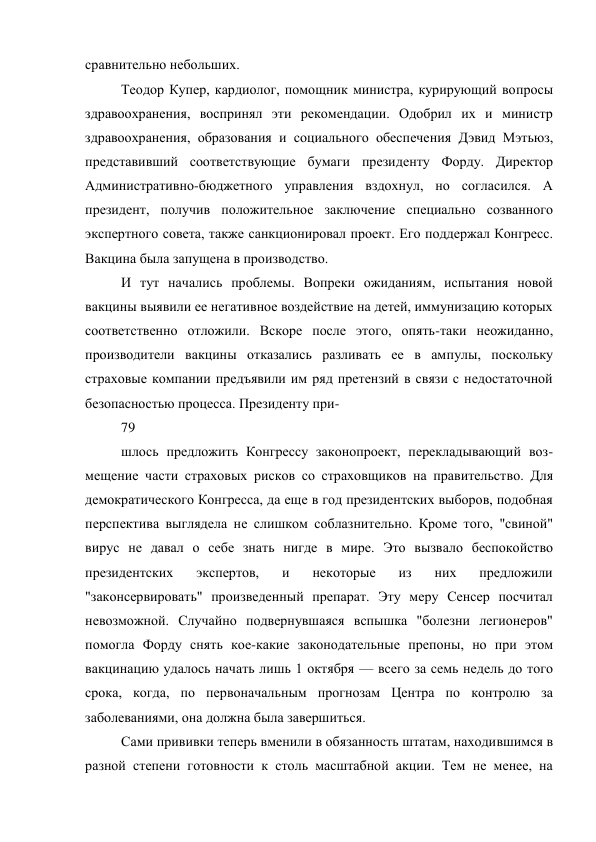 сравнительно небольших.
Теодор Купер, кардиолог, помощник министра, курирующий вопросы
здравоохранения, воспринял эти рекомендации. Одобрил их и министр
здравоохранения, образования и социального обеспечения Дэвид Мэтьюз,
представивший соответствующие бумаги президенту Форду. Директор
Административно-бюджетного управления вздохнул, но согласился. А
президент, получив положительное заключение специально созванного
экспертного совета, также санкционировал проект. Его поддержал Конгресс.
Вакцина была запущена в производство.
И тут начались проблемы. Вопреки ожиданиям, испытания новой
вакцины выявили ее негативное воздействие на детей, иммунизацию которых
соответственно отложили. Вскоре после этого, опять-таки неожиданно,
производители вакцины отказались разливать ее в ампулы, поскольку
страховые компании предъявили им ряд претензий в связи с недостаточной
безопасностью процесса. Президенту при-
79
шлось предложить Конгрессу законопроект, перекладывающий воз-
мещение части страховых рисков со страховщиков на правительство. Для
демократического Конгресса, да еще в год президентских выборов, подобная
перспектива выглядела не слишком соблазнительно. Кроме того, "свиной"
вирус не давал о себе знать нигде в мире. Это вызвало беспокойство
президентских экспертов, и некоторые из них предложили
"законсервировать" произведенный препарат. Эту меру Сенсер посчитал
невозможной. Случайно подвернувшаяся вспышка "болезни легионеров"
помогла Форду снять кое-какие законодательные препоны, но при этом
вакцинацию удалось начать лишь 1 октября — всего за семь недель до того
срока, когда, по первоначальным прогнозам Центра по контролю за
заболеваниями, она должна была завершиться.
Сами прививки теперь вменили в обязанность штатам, находившимся в
разной степени готовности к столь масштабной акции. Тем не менее, на